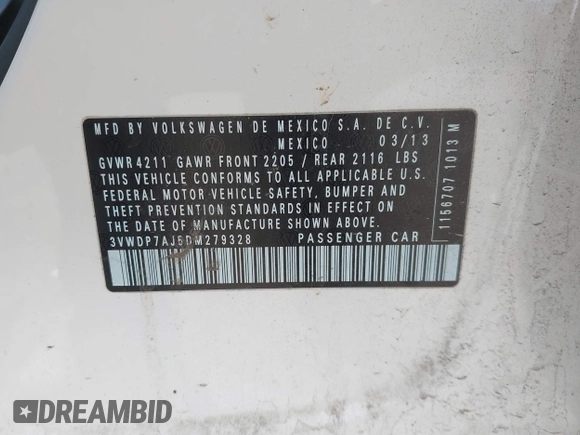 MFD BY VOLKSWAGEN DE MEXICO S.A. DE C.V.
MEXICO 03/13
GVWR 4211 GAWR FRONT 2205 / REAR 2116 LBS
THIS VEHICLE CONFORMS TO ALL APPLICABLE U.S.
FEDERAL MOTOR VEHICLE SAFETY, BUMPER AND
THEFT PREVENTION STANDARDS IN EFFECT ON
THE DATE OF MANUFACTURE SHOWN ABOVE.
3VWDP7AJ5DM279328 PASSENGER CAR
1156707 1013 M
DREAMBID